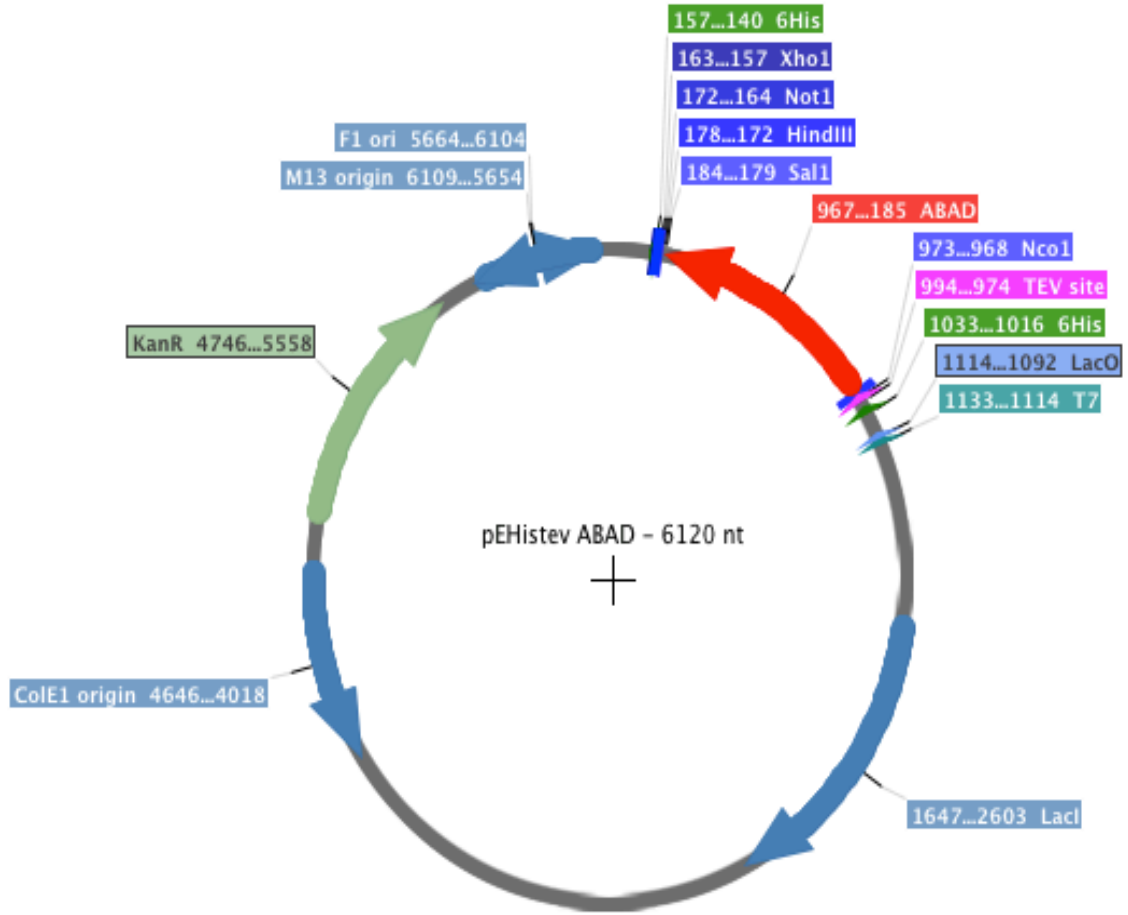 157...140 6His
163...157 Xho1
172...164 Not1
178...172 HindIII
184...179 Sal1
F1 ori 5664...6104
M13 origin 6109...5654
967...185 ABAD
973...968 Nco1
994...974 TEV site
1033...1016 6His
1114...1092 LacO
1133...1114 T7
KanR 4746...5558
pEHistev ABAD - 6120 nt
ColE1 origin 4646...4018
1647...2603 LacI